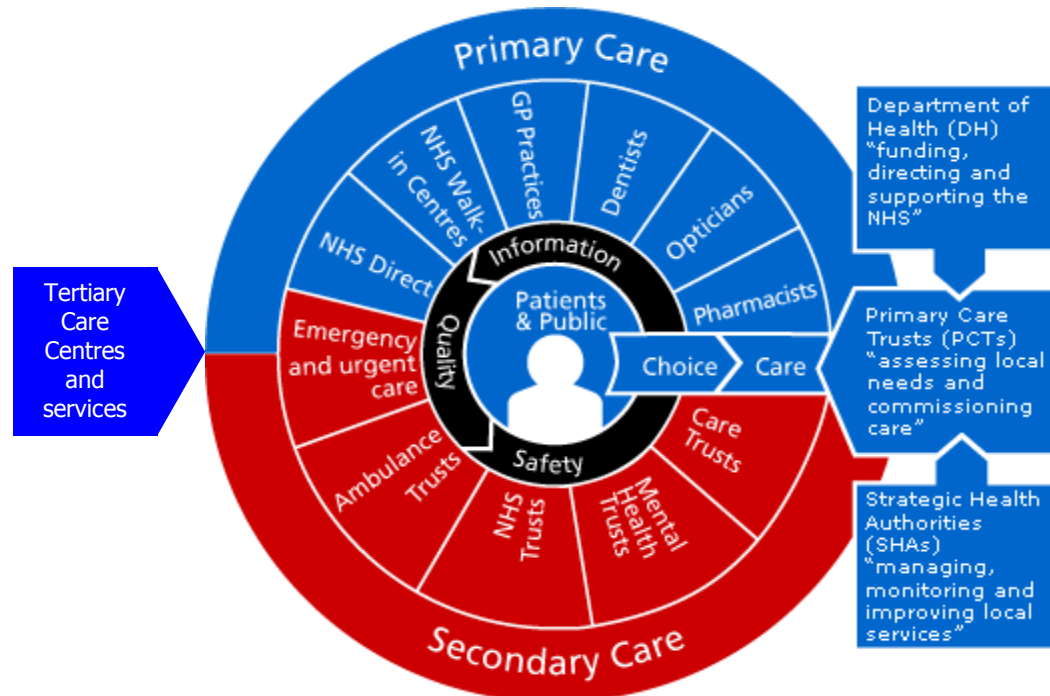 Tertiary
Care
Centres
and
services
Primary Care
NHS Direct
NHS Walk-
in Centres
GP Practices
Dentists
Opticians
Pharmacists
Information
Quality
Safety
Patients
& Public
Choice
Care
Emergency
and urgent
care
Ambulance
Trusts
NHS
Trusts
Mental
Health
Trusts
Care
Trusts
Secondary Care
Department of
Health (DH)
“funding,
directing and
supporting the
NHS”
Primary Care
Trusts (PCTs)
“assessing local
needs and
commissioning
care”
Strategic Health
Authorities
(SHAs)
“managing,
monitoring and
improving local
services”